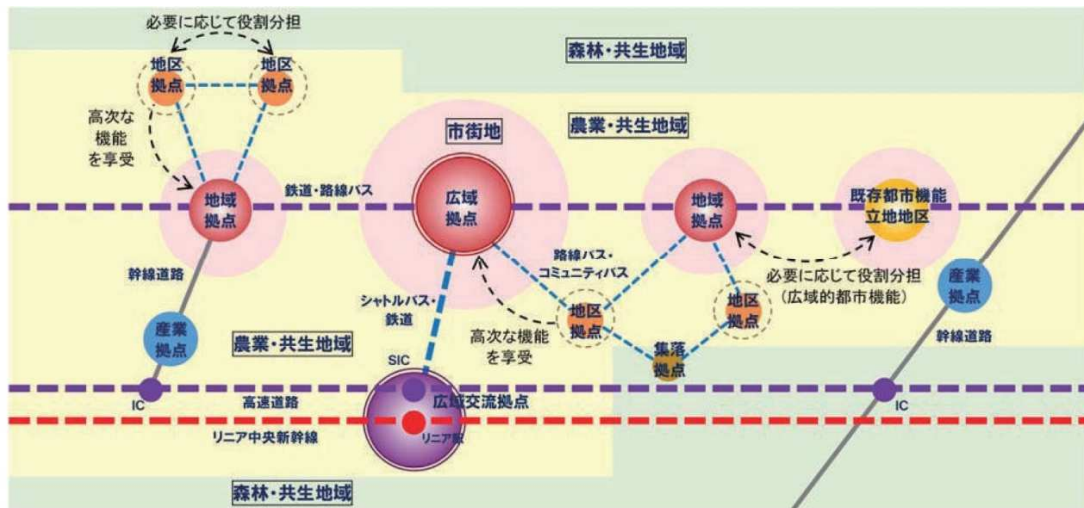 必要に応じて役割分担
森林・共生地域
地区
拠点
地区
拠点
高次な
機能
を享受
市街地
農業・共生地域
鉄道・路線バス
地域
拠点
広域
拠点
地域
拠点
既存都市機能
立地地区
路線バス・
コミュニティバス
幹線道路
シャトルバス・
鉄道
必要に応じて役割分担
(広域的都市機能)
産業
拠点
地区
拠点
地区
拠点
産業
拠点
高次な機能
を享受
幹線道路
農業・共生地域
集落
拠点
SIC
IC
高速道路
広域交流拠点
IC
リニア中央新幹線
リニア駅
森林・共生地域